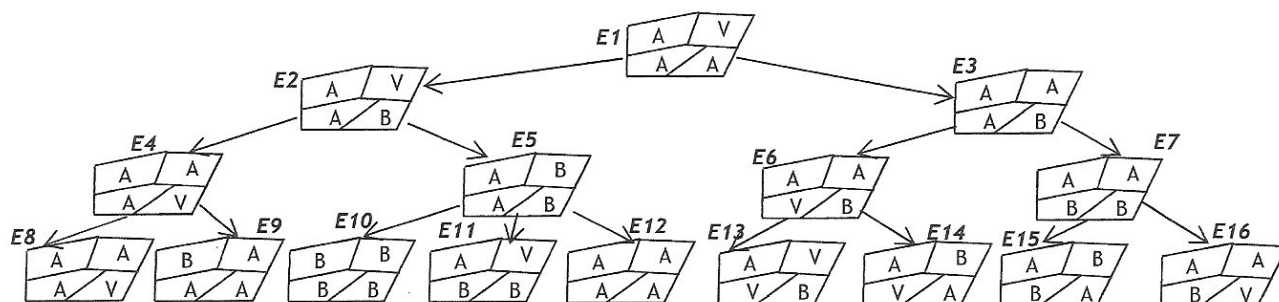 E1 A V
A A
E2 A V
A B
E3 A A
A B
E4 A A
A V
E5 A B
A B
E6 A A
V B
E7 A A
B B
E8 A A
A V
E9 B A
A A
E10 B B
B B
E11 A V
B B
E12 A A
A A
E13 A V
V B
E14 A B
V A
E15 A B
B A
E16 A A
B V